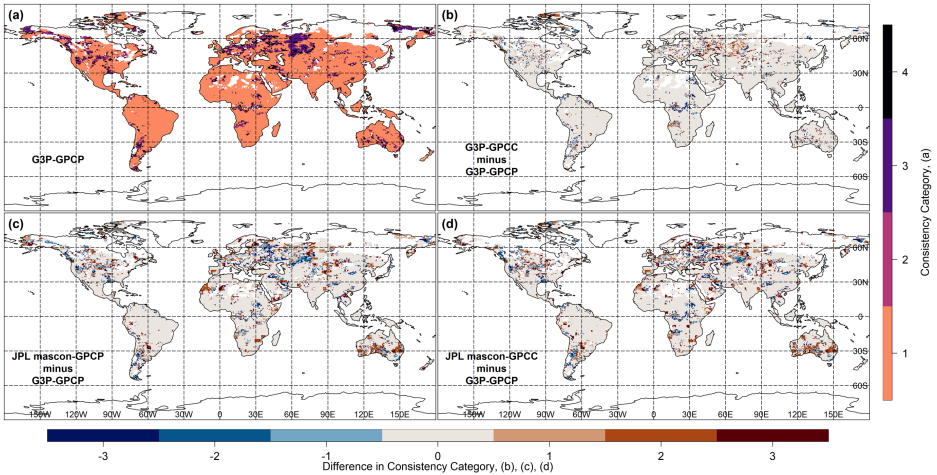 (a)
(b)
G3P-GPCP
G3P-GPCC
minus
G3P-GPCP
60N
30N
0
30S
60S
(c)
(d)
JPL mascon-GPCP
minus
G3P-GPCP
JPL mascon-GPCC
minus
G3P-GPCP
60N
30N
0
30S
60S
150W 120W 90W 60W 30W 0 30E 60E 90E 120E 150E
150W 120W 90W 60W 30W 0 30E 60E 90E 120E 150E
4
3
2
1
Consistency Category, (a)
-3 -2 -1 0 1 2 3
Difference in Consistency Category, (b), (c), (d)